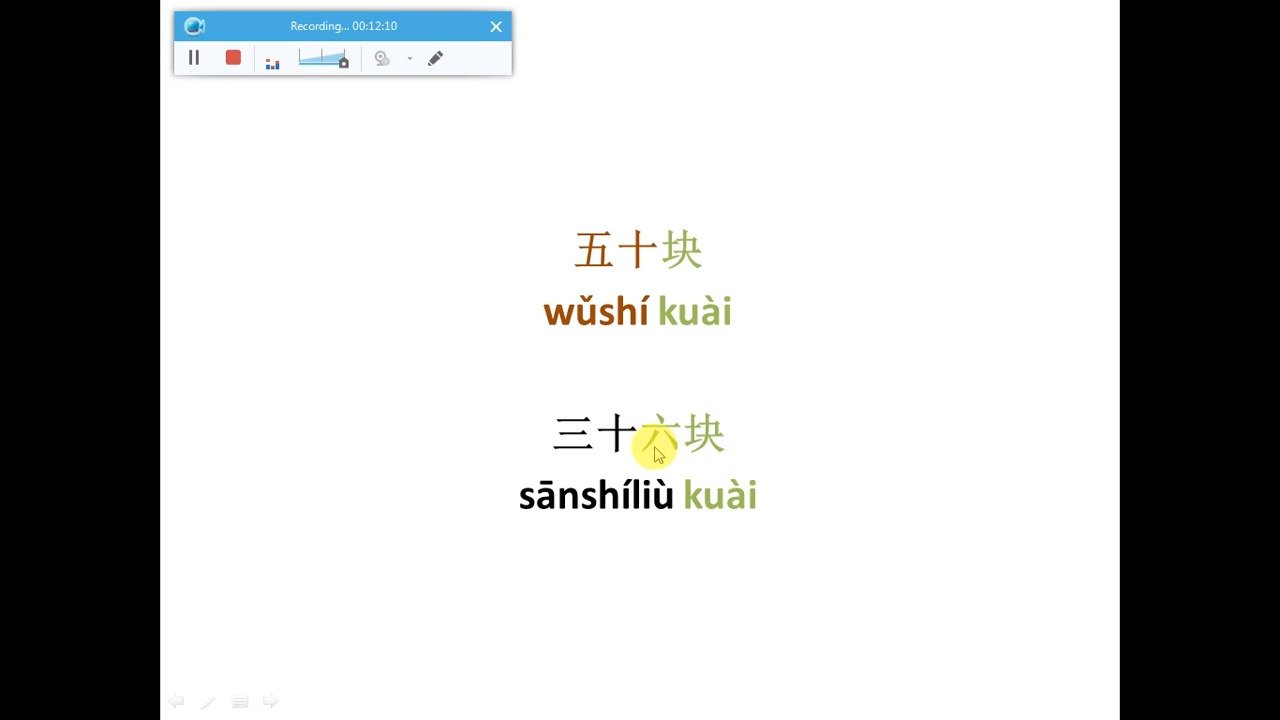 Recording... 00:12:10
五十块
wǔshí kuài
三十六块
sānshíliù kuài